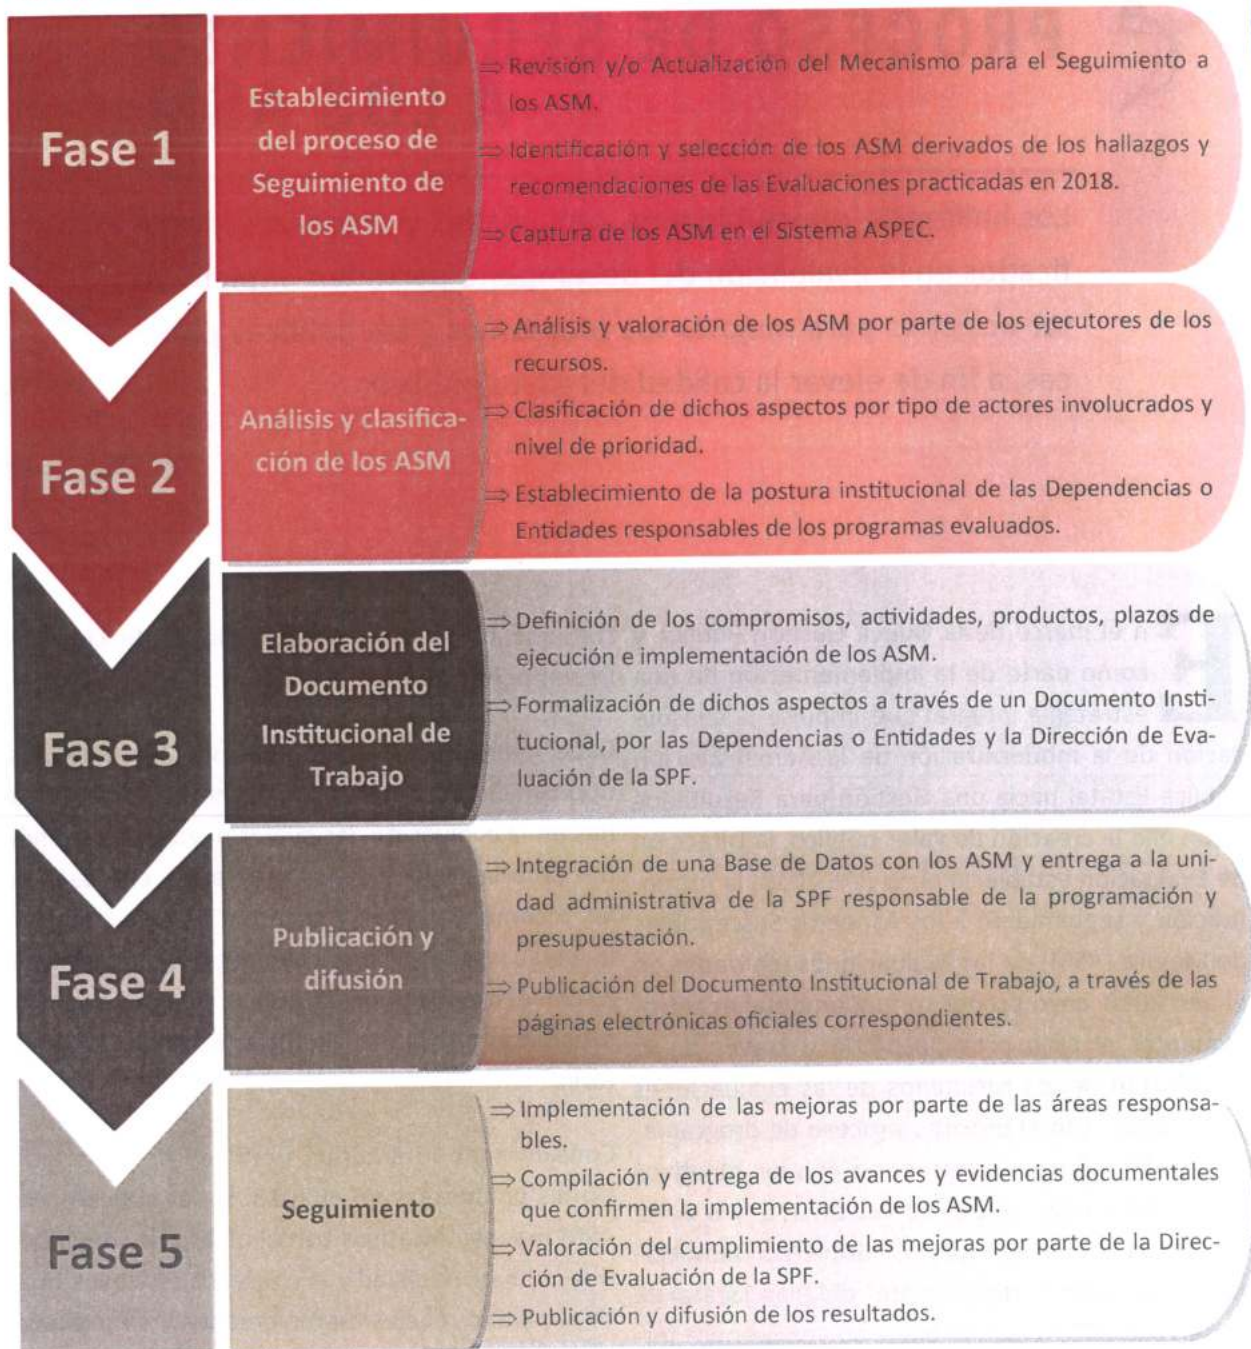 Fase 1
Establecimiento
del proceso de
Seguimiento de
los ASM
⇒ Revisión y/o Actualización del Mecanismo para el Seguimiento a
los ASM.
⇒ Identificación y selección de los ASM derivados de los hallazgos y
recomendaciones de las Evaluaciones practicadas en 2018.
⇒ Captura de los ASM en el Sistema ASPEC.
Fase 2
Análisis y clasifica-
ción de los ASM
⇒ Análisis y valoración de los ASM por parte de los ejecutores de los
recursos.
⇒ Clasificación de dichos aspectos por tipo de actores involucrados y
nivel de prioridad.
⇒ Establecimiento de la postura institucional de las Dependencias o
Entidades responsables de los programas evaluados.
Fase 3
Elaboración del
Documento
Institucional de
Trabajo
⇒ Definición de los compromisos, actividades, productos, plazos de
ejecución e implementación de los ASM.
⇒ Formalización de dichos aspectos a través de un Documento Insti-
tucional, por las Dependencias o Entidades y la Dirección de Eva-
luación de la SPF.
Fase 4
Publicación y
difusión
⇒ Integración de una Base de Datos con los ASM y entrega a la uni-
dad administrativa de la SPF responsable de la programación y
presupuestación.
⇒ Publicación del Documento Institucional de Trabajo, a través de las
páginas electrónicas oficiales correspondientes.
Fase 5
Seguimiento
⇒ Implementación de las mejoras por parte de las áreas responsa-
bles.
⇒ Compilación y entrega de los avances y evidencias documentales
que confirmen la implementación de los ASM.
⇒ Valoración del cumplimiento de las mejoras por parte de la Direc-
ción de Evaluación de la SPF.
⇒ Publicación y difusión de los resultados.